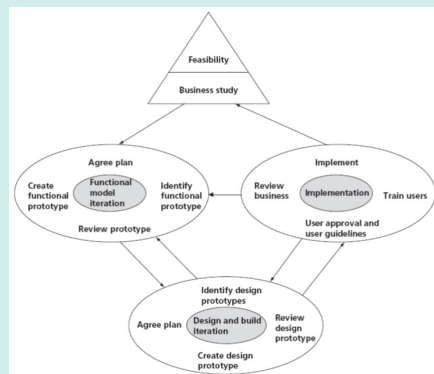 Feasibility
Business study
Agree plan
Create
functional
prototype
Functional
model
iteration
Identify
functional
prototype
Review prototype
Implement
Review
business
Implementation
Train users
User approval and
user guidelines
Identify design
prototypes
Agree plan
Design and build
iteration
Review
design
prototype
Create design
prototype